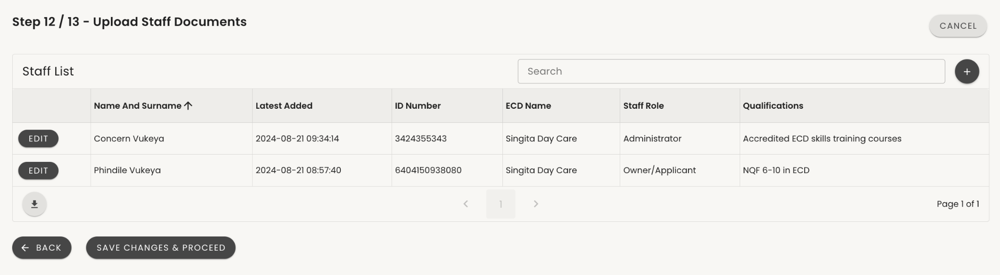 Step 12 / 13 - Upload Staff Documents
CANCEL
Staff List
Search
Name And Surname Latest Added ID Number ECD Name Staff Role Qualifications
EDIT Concern Vukeya 2024-08-21 09:34:14 3424355343 Singita Day Care Administrator Accredited ECD skills training courses
EDIT Phindile Vukeya 2024-08-21 08:57:40 6404150938080 Singita Day Care Owner/Applicant NQF 6-10 in ECD
1
Page 1 of 1
BACK
SAVE CHANGES & PROCEED